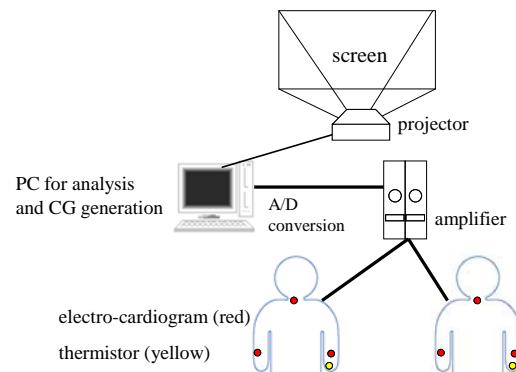 screen
projector
PC for analysis
and CG generation
A/D
conversion
amplifier
electro-cardiogram (red)
thermistor (yellow)